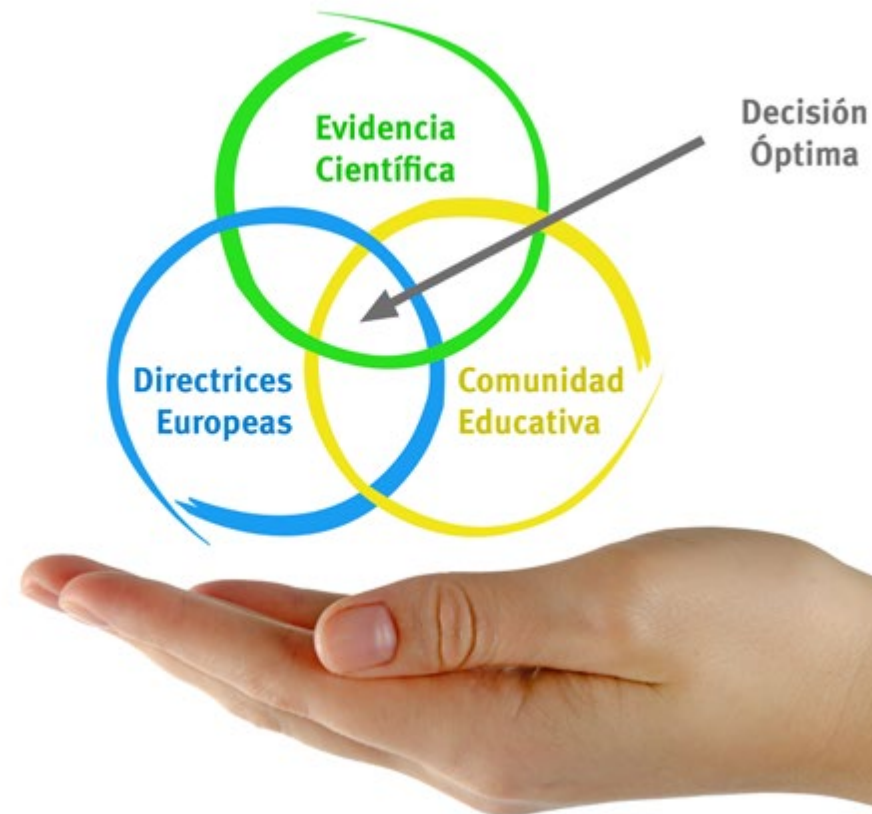 Evidencia
Científica
Decisión
Óptima
Directrices
Europeas
Comunidad
Educativa